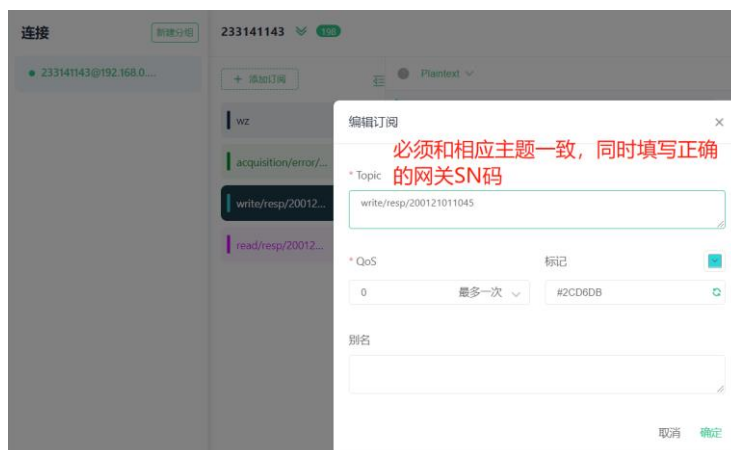 连接
新建分组
233141143
198
233141143@192.168.0....
+ 添加订阅
Plaintext
wz
acquisition/error/...
write/resp/20012...
read/resp/20012...
编辑订阅
必须和相应主题一致，同时填写正确
的网关SN码
* Topic
write/resp/200121011045
* QoS
标记
0
最多一次
#2CD6DB
别名
取消
确定